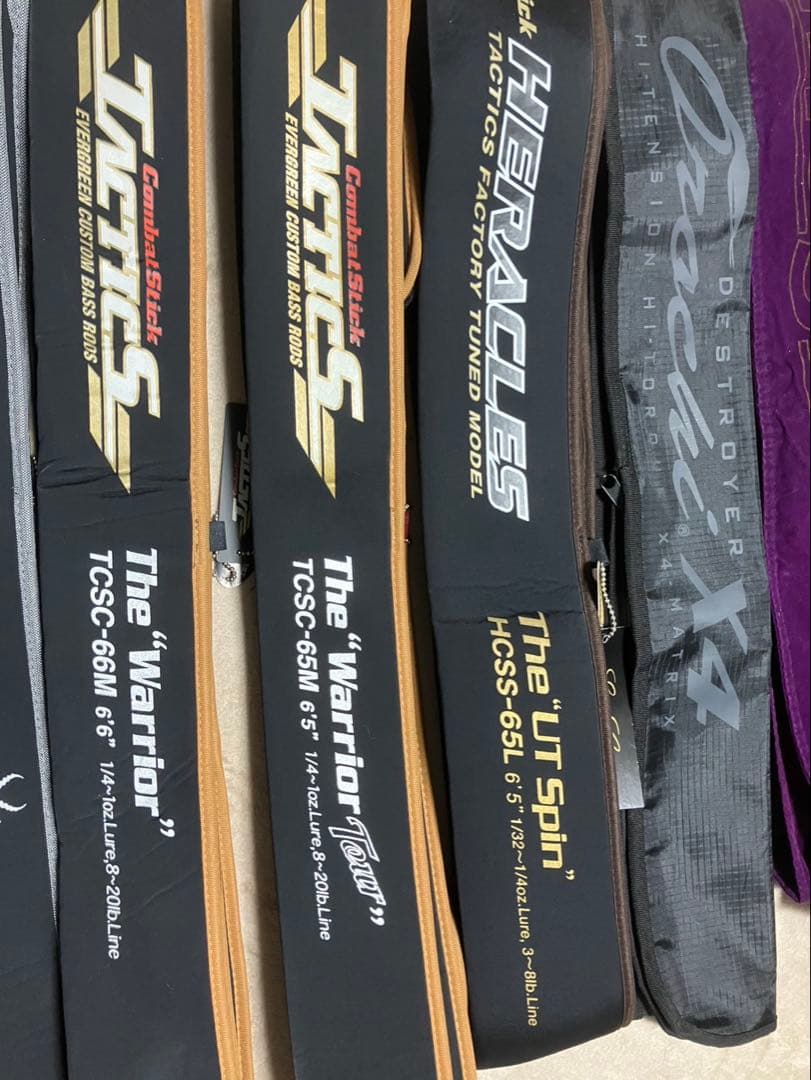 CombatStick
TACTICS
EVERGREEN CUSTOM BASS RODS
The “Warrior”
TCSC-66M 6'6" 1/4~1oz.Lure,8~20lb.Line
CombatStick
TACTICS
EVERGREEN CUSTOM BASS RODS
The “Warrior Tour”
TCSC-65M 6'5" 1/4~1oz.Lure,8~20lb.Line
HERACLES
TACTICS FACTORY TUNED MODEL
The “UT Spin”
HCSS-65L 6'5" 1/32~1/4oz.Lure, 3~8lb.Line
DESTROYER
Orochi® X4
HI-TENSION HI-TORQUE X4 MATRIX